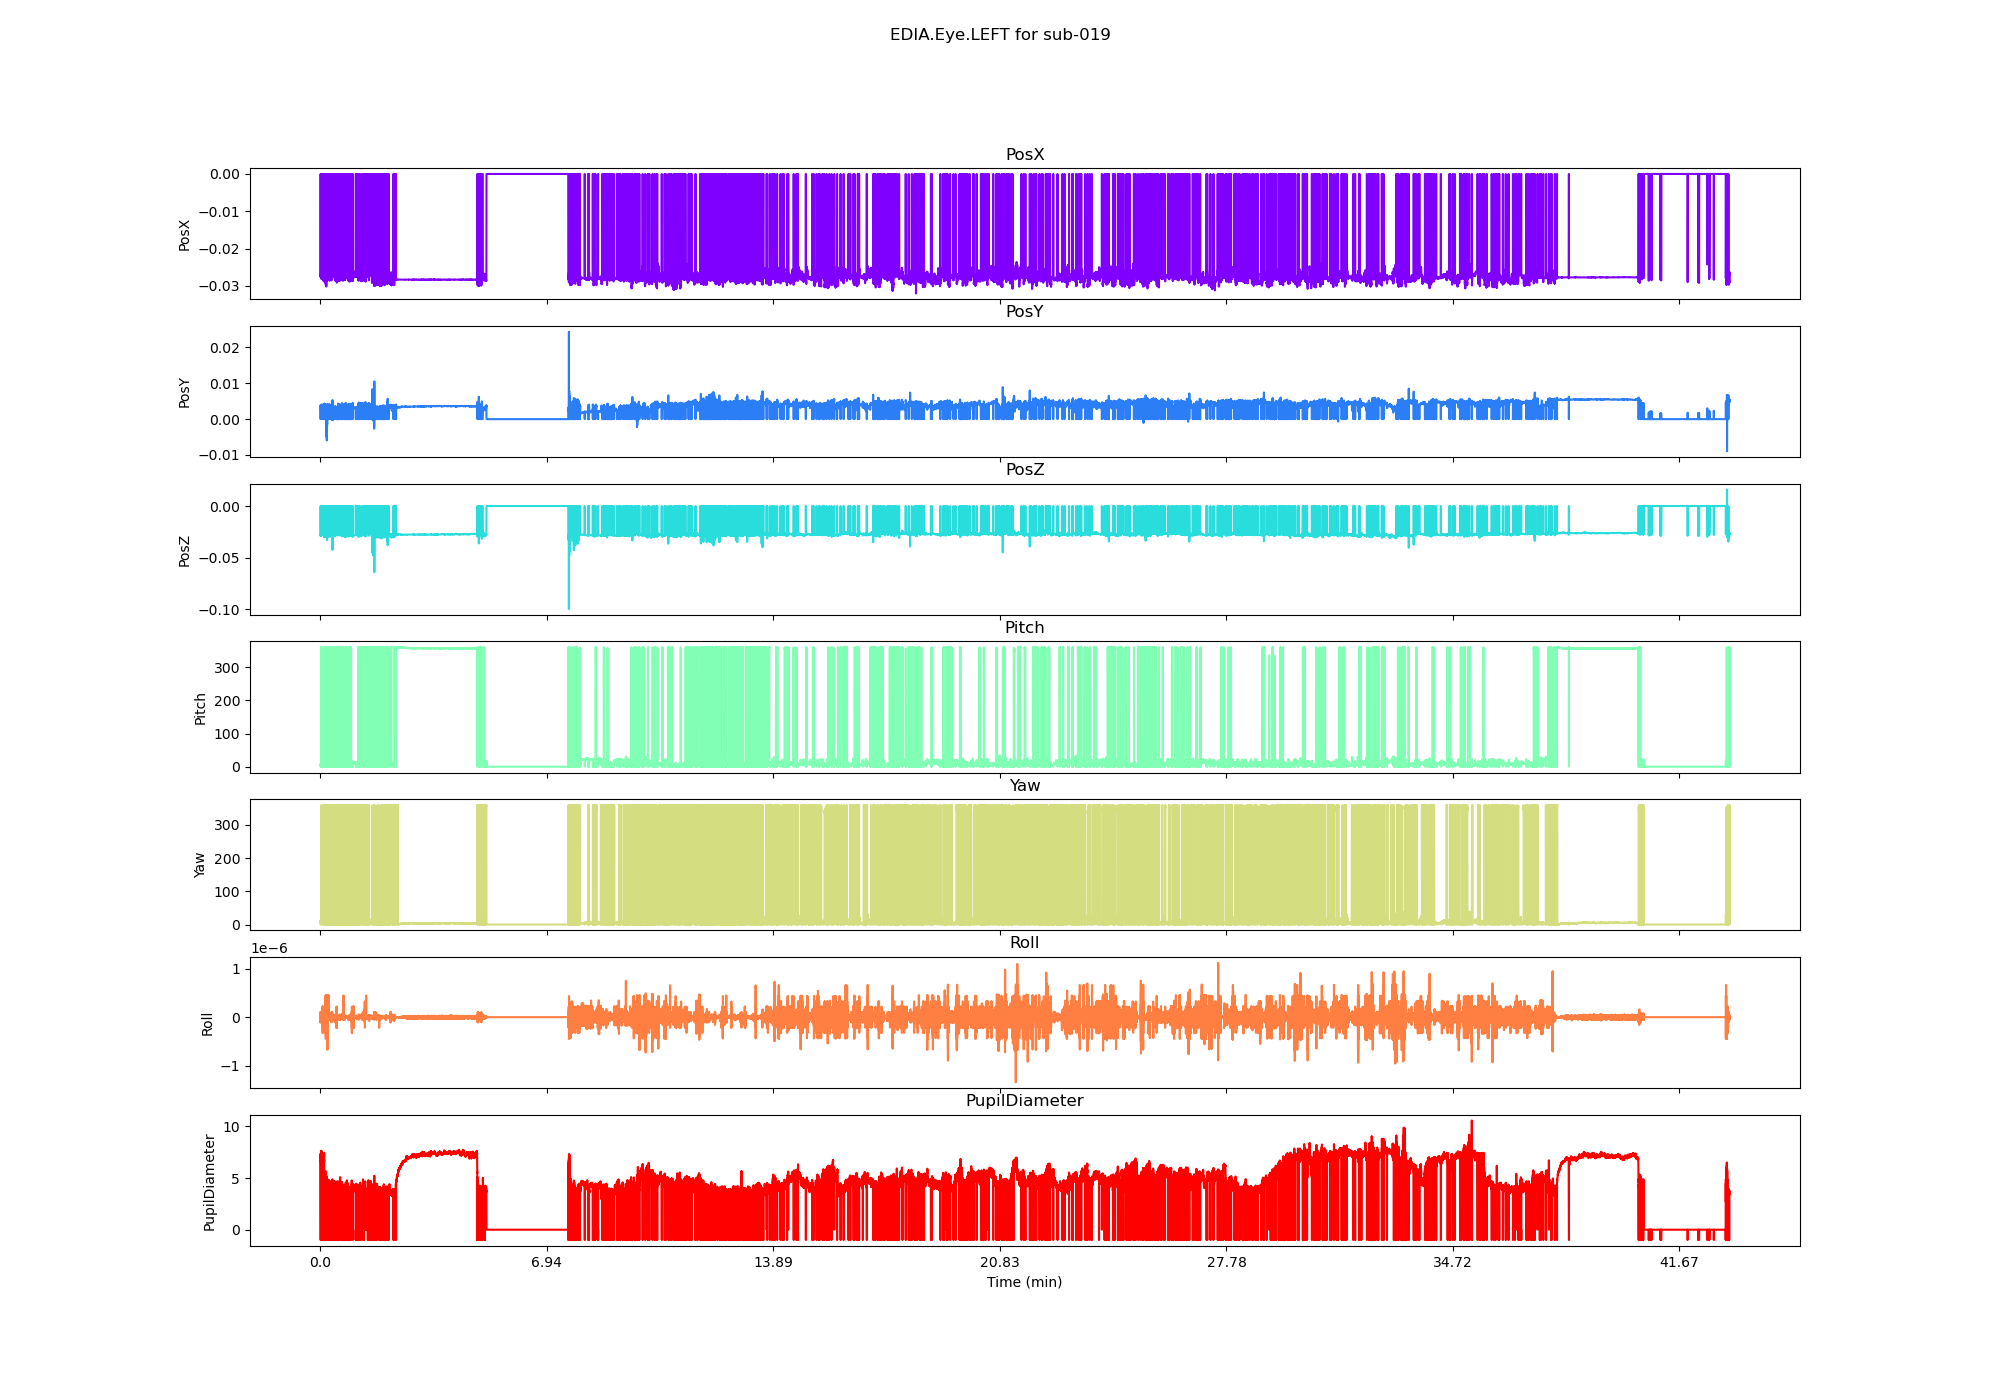 EDIA.Eye.LEFT for sub-019
PosX
0.00
−0.01
−0.02
−0.03
PosX
PosY
0.02
0.01
0.00
−0.01
PosY
PosZ
0.00
−0.05
−0.10
PosZ
Pitch
300
200
100
0
Pitch
Yaw
300
200
100
0
Yaw
1e−6
Roll
1
0
−1
Roll
PupilDiameter
10
5
0
PupilDiameter
0.0 6.94 13.89 20.83 27.78 34.72 41.67
Time (min)